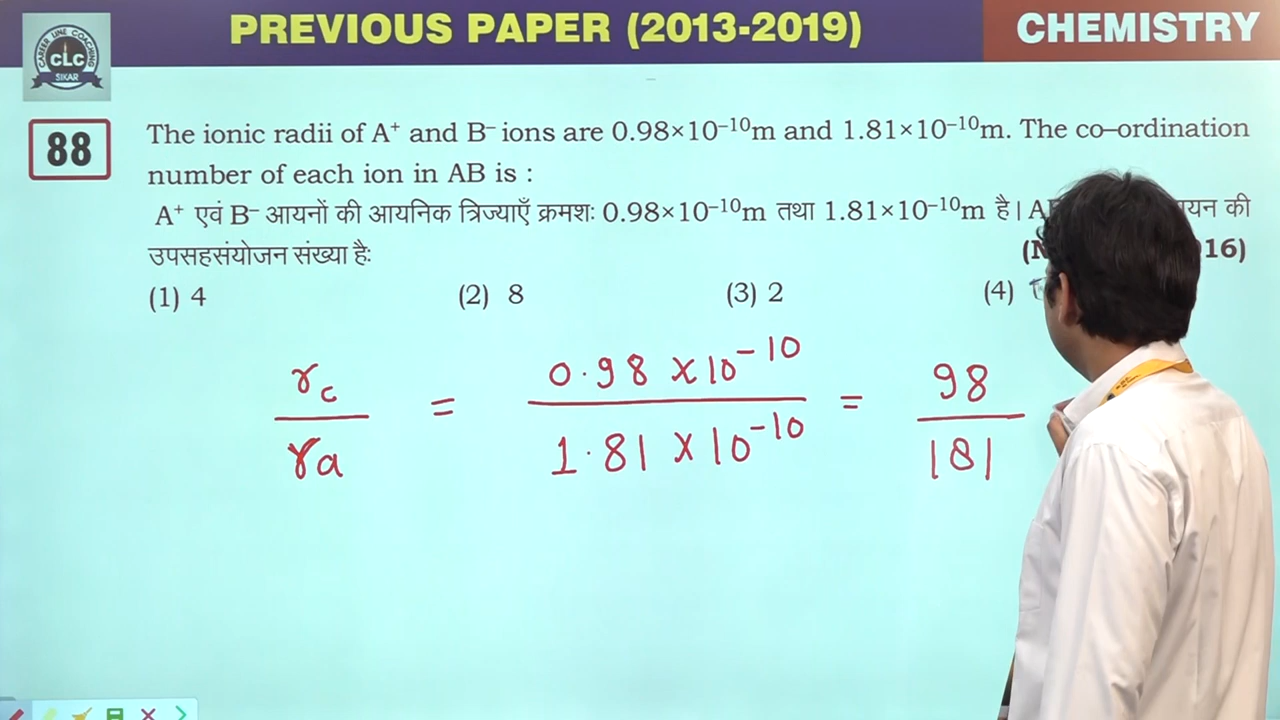 PREVIOUS PAPER (2013-2019)
CHEMISTRY
CAREER LINE COACHING
CLC
SIKAR
88
The ionic radii of A⁺ and B⁻ ions are 0.98×10⁻¹⁰m and 1.81×10⁻¹⁰m. The co–ordination
number of each ion in AB is :
A⁺ एवं B⁻ आयनों की आयनिक त्रिज्याएँ क्रमशः 0.98×10⁻¹⁰m तथा 1.81×10⁻¹⁰m है। की
उपसहसंयोजन संख्या हैः
16)
(1) 4
(2) 8
(3) 2
(4)
r_c / r_a = 0.98 ×10⁻¹⁰ / 1.81 ×10⁻¹⁰ = 98 / 181